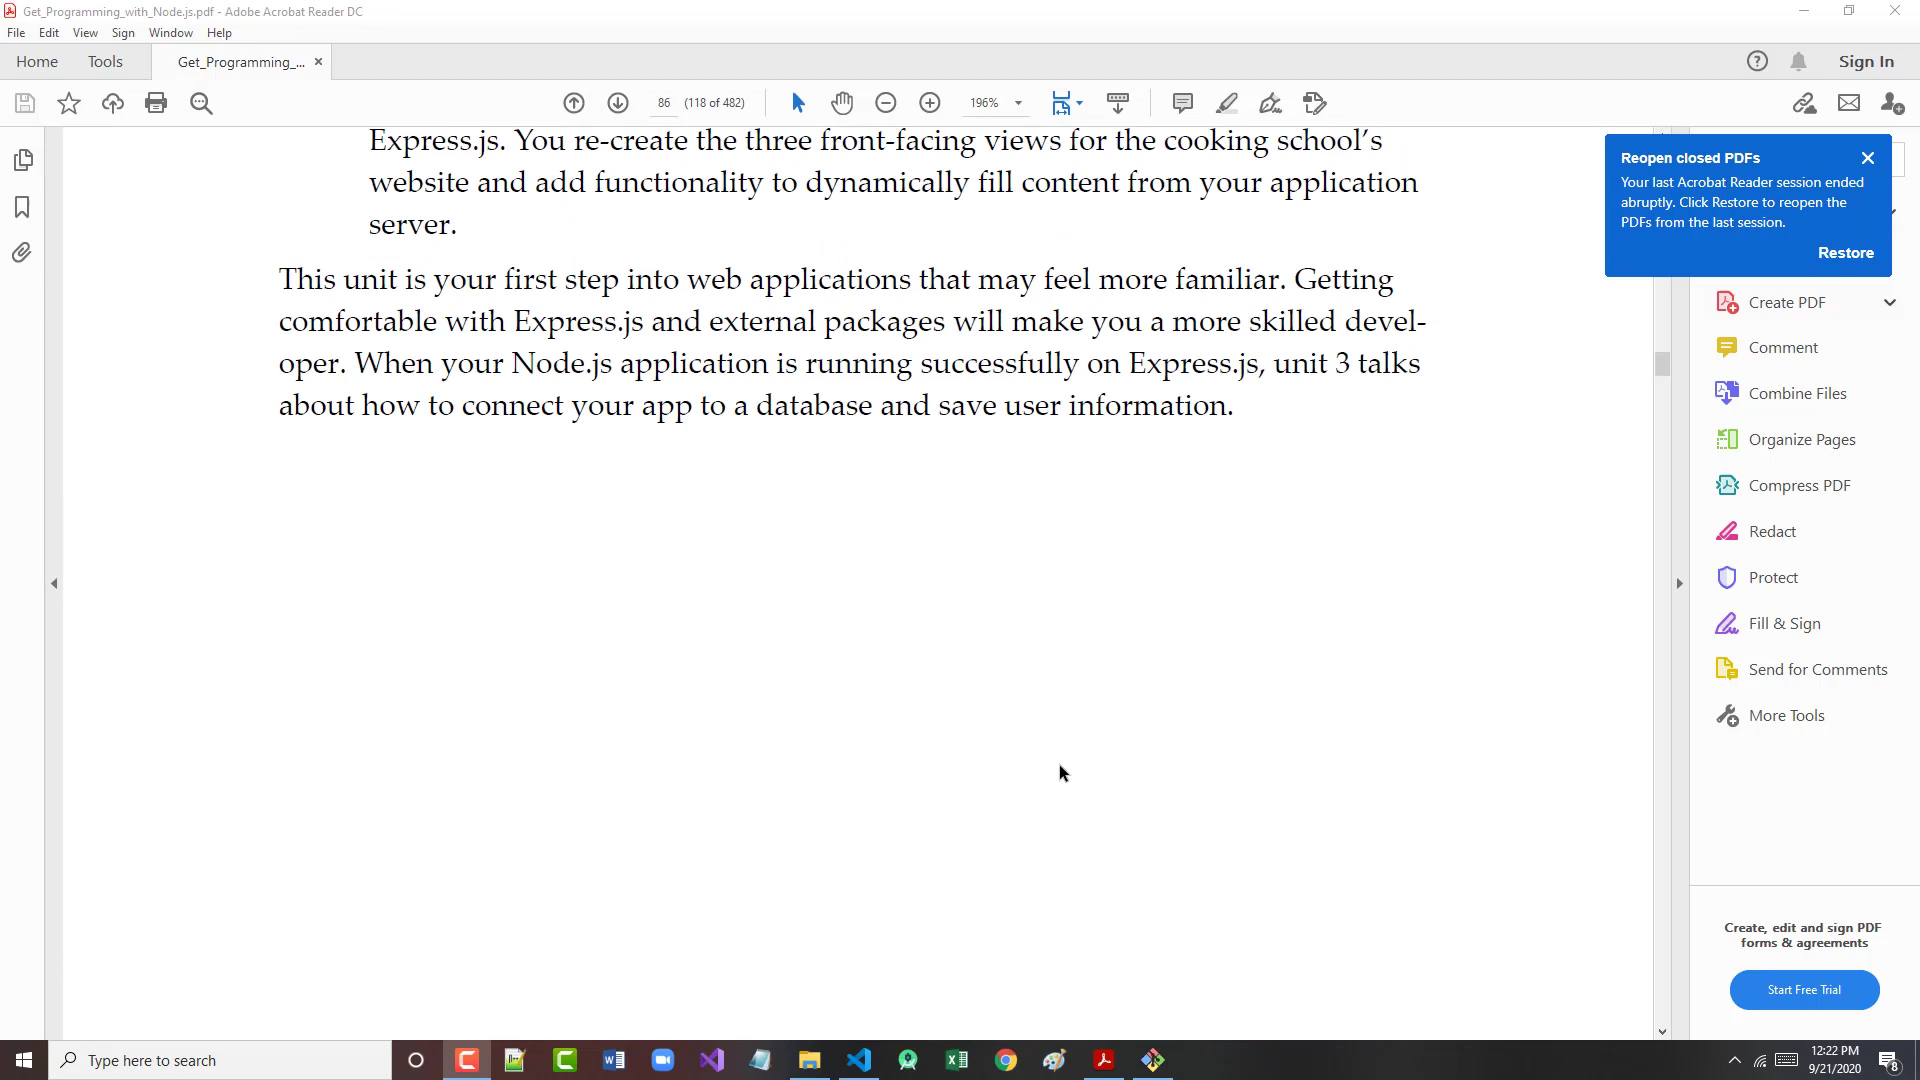 Get_Programming_with_Node.js.pdf - Adobe Acrobat Reader DC
File Edit View Sign Window Help
Home Tools Get_Programming_... ×
Sign In
86 (118 of 482)
196%
Express.js. You re-create the three front-facing views for the cooking school’s
website and add functionality to dynamically fill content from your application
server.
This unit is your first step into web applications that may feel more familiar. Getting
comfortable with Express.js and external packages will make you a more skilled devel-
oper. When your Node.js application is running successfully on Express.js, unit 3 talks
about how to connect your app to a database and save user information.
Reopen closed PDFs
Your last Acrobat Reader session ended
abruptly. Click Restore to reopen the
PDFs from the last session.
Restore
Create PDF
Comment
Combine Files
Organize Pages
Compress PDF
Redact
Protect
Fill & Sign
Send for Comments
More Tools
Create, edit and sign PDF
forms & agreements
Start Free Trial
Type here to search
12:22 PM
9/21/2020
8